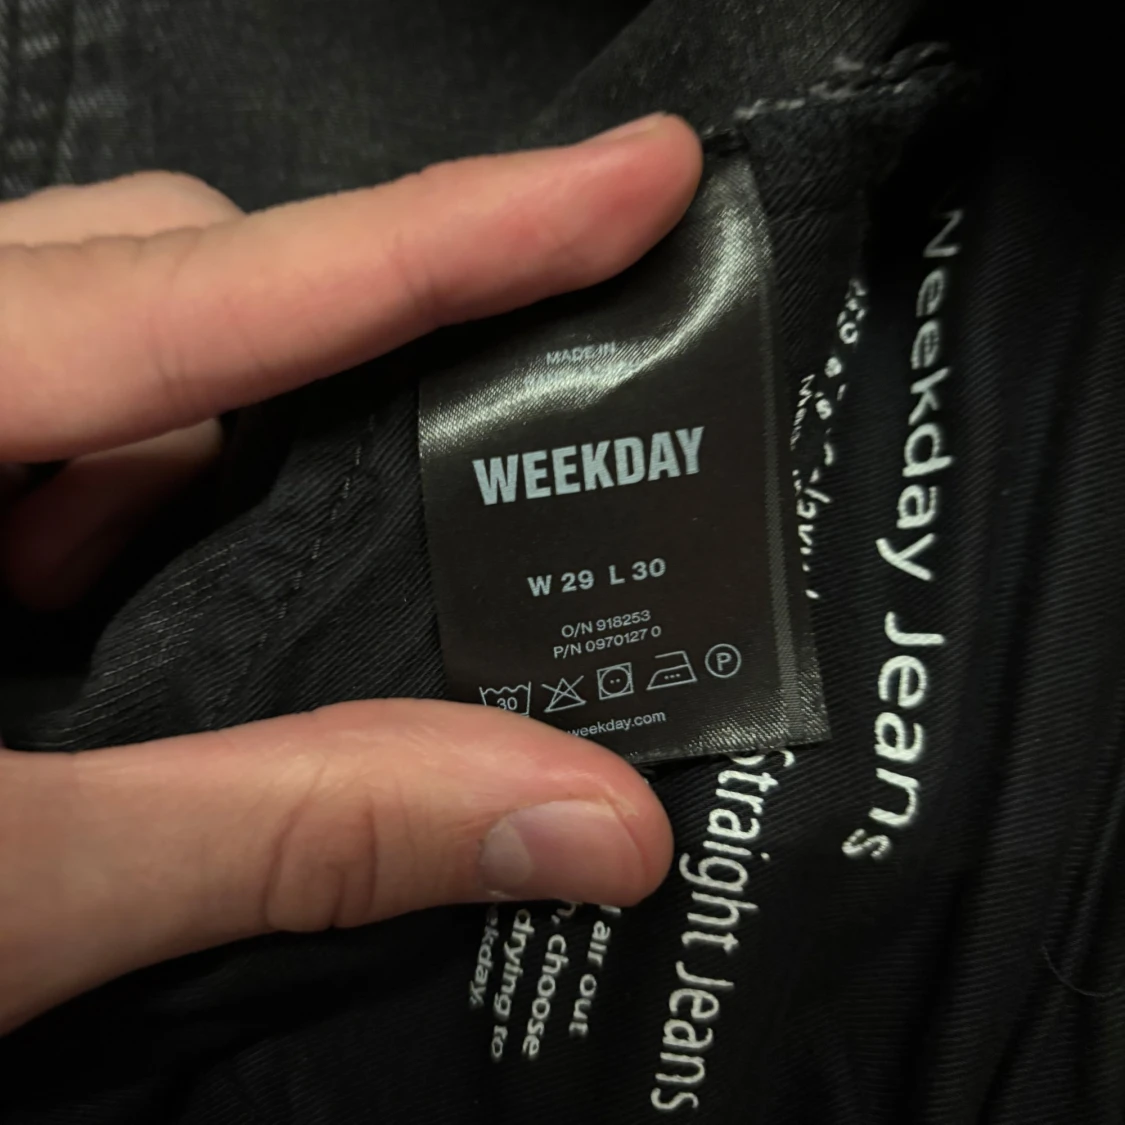 MADE IN
WEEKDAY
W 29 L 30
O/N 918253
P/N 0970127 0
30
P
weekday.com
Weekday Jeans
Straight Jeans
air out
choose
drying to